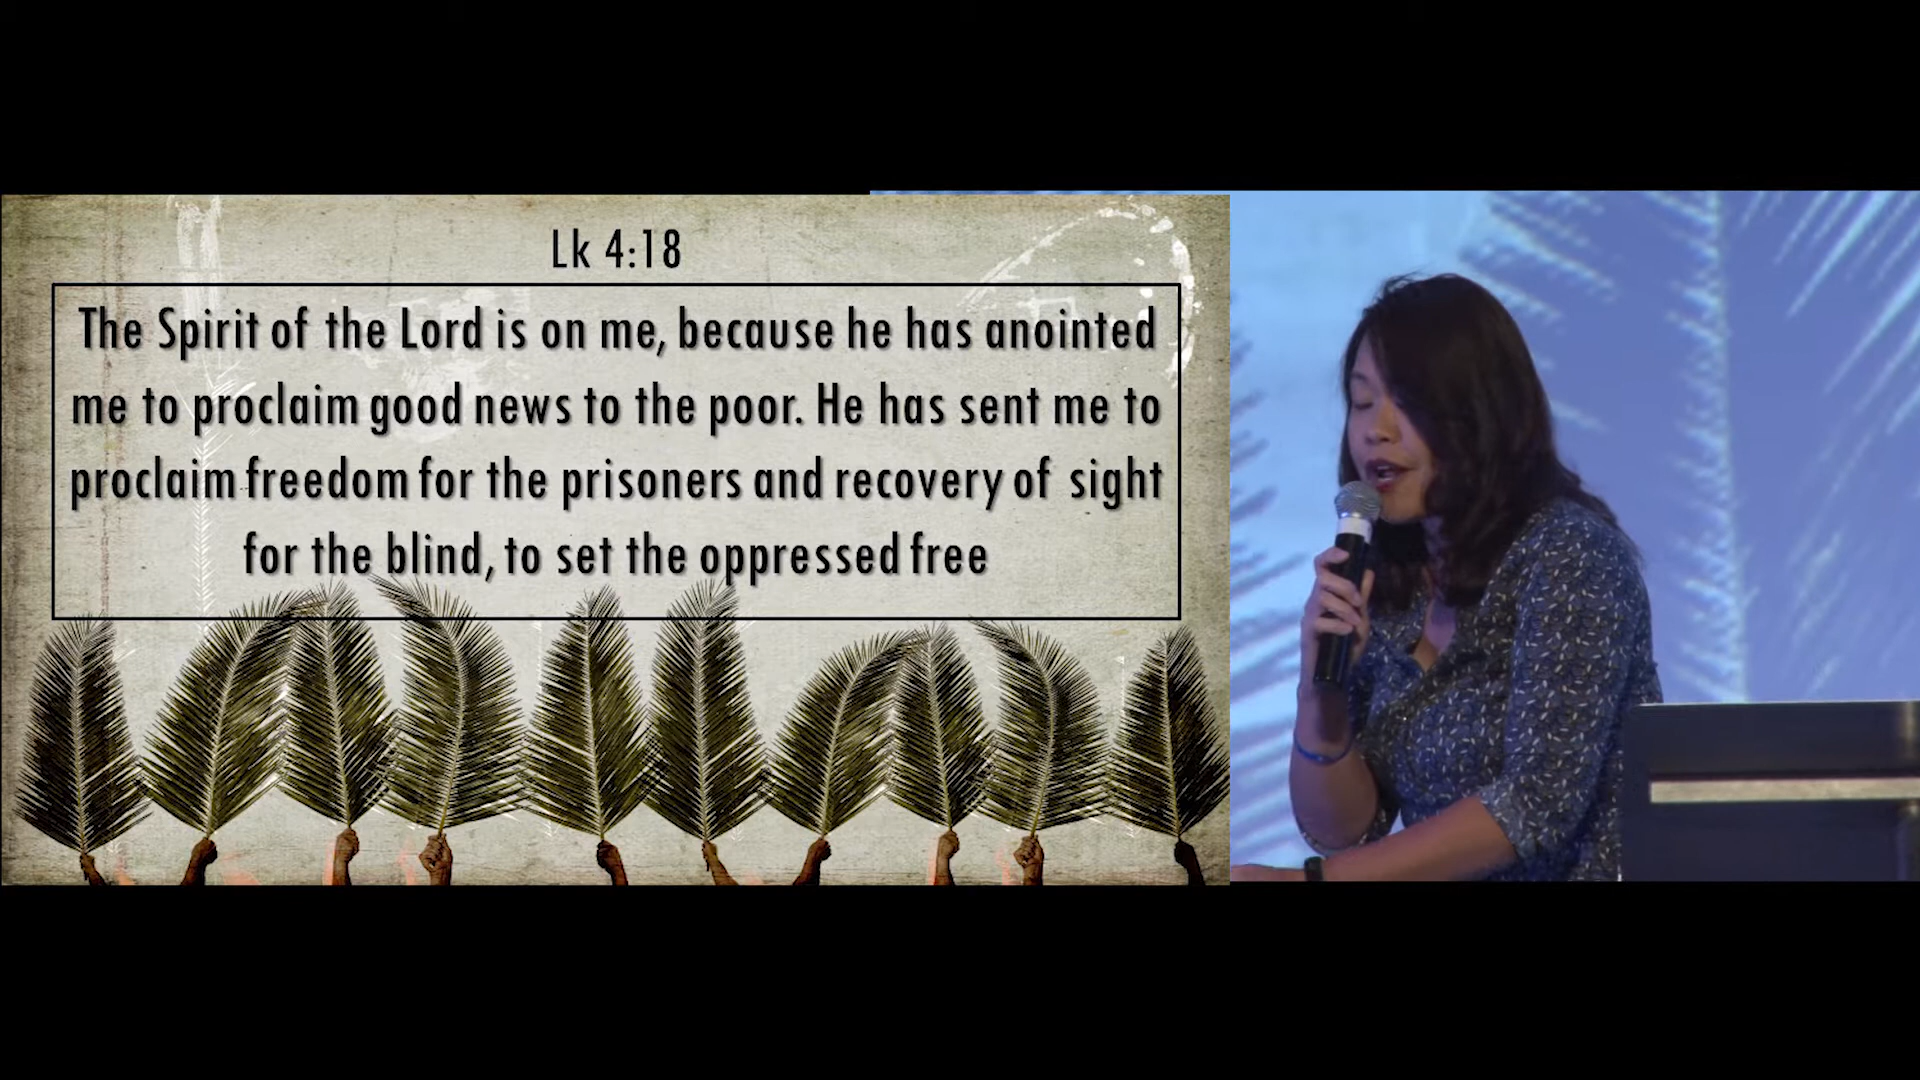 Lk 4:18
The Spirit of the Lord is on me, because he has anointed
me to proclaim good news to the poor. He has sent me to
proclaim freedom for the prisoners and recovery of sight
for the blind, to set the oppressed free